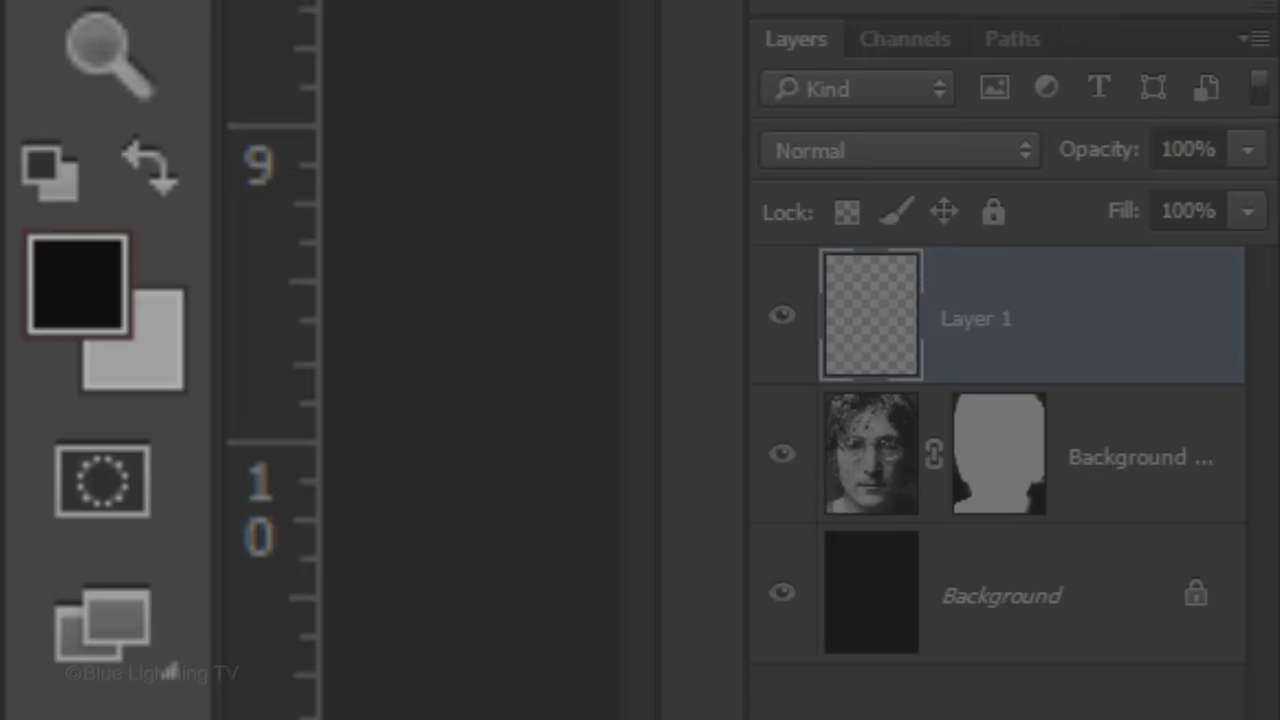 Layers Channels Paths
Kind T
Normal Opacity: 100%
Lock: Fill: 100%
9
Layer 1
Background ...
1
0
Background
©Blue Lightning TV